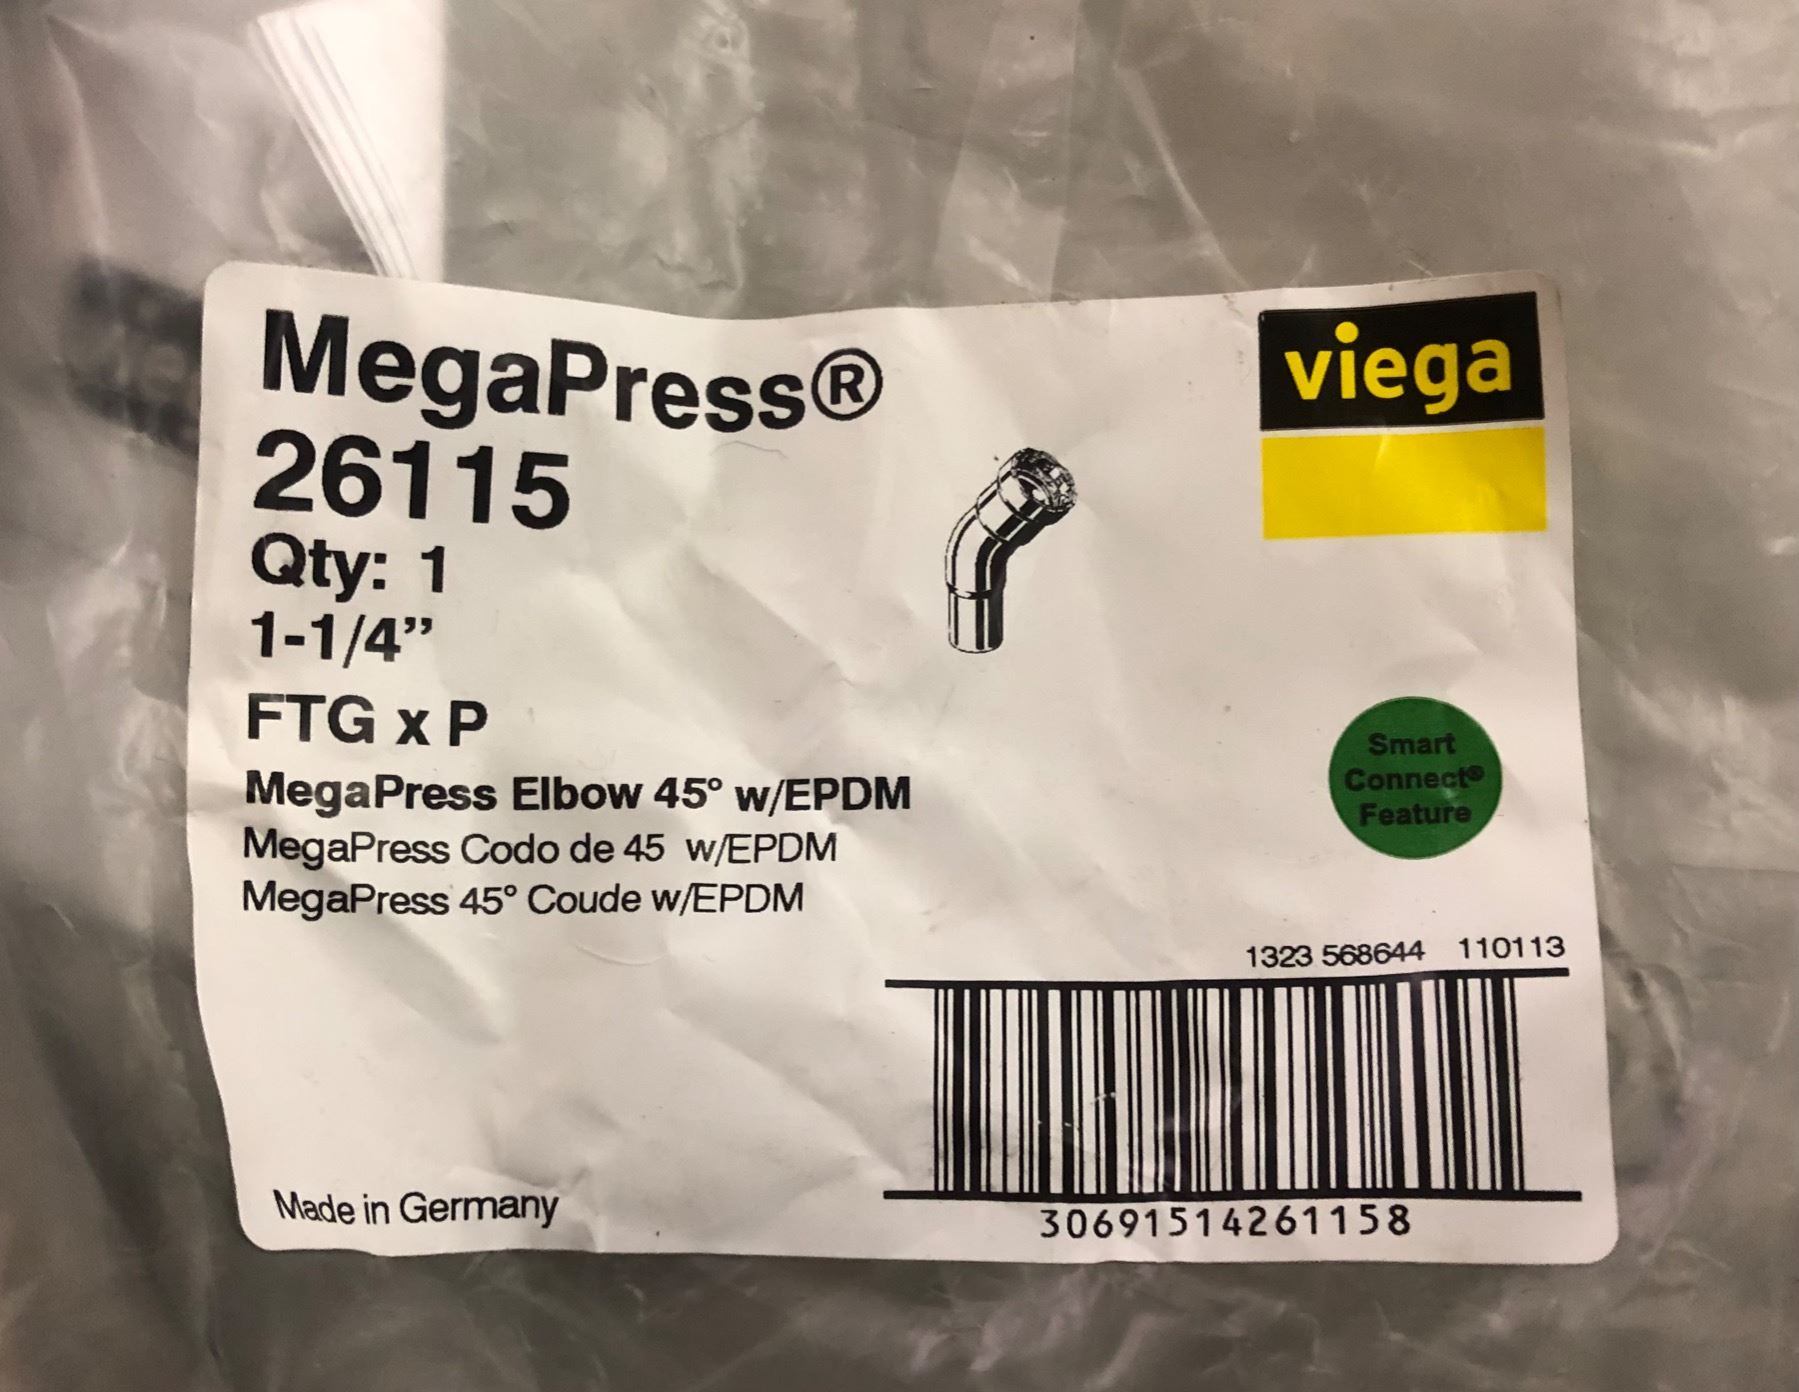 MegaPress®
viega
26115
Qty: 1
1-1/4”
FTG x P
MegaPress Elbow 45° w/EPDM
MegaPress Codo de 45 w/EPDM
MegaPress 45° Coude w/EPDM
Smart
Connect®
Feature
1323 568644 110113
30691514261158
Made in Germany